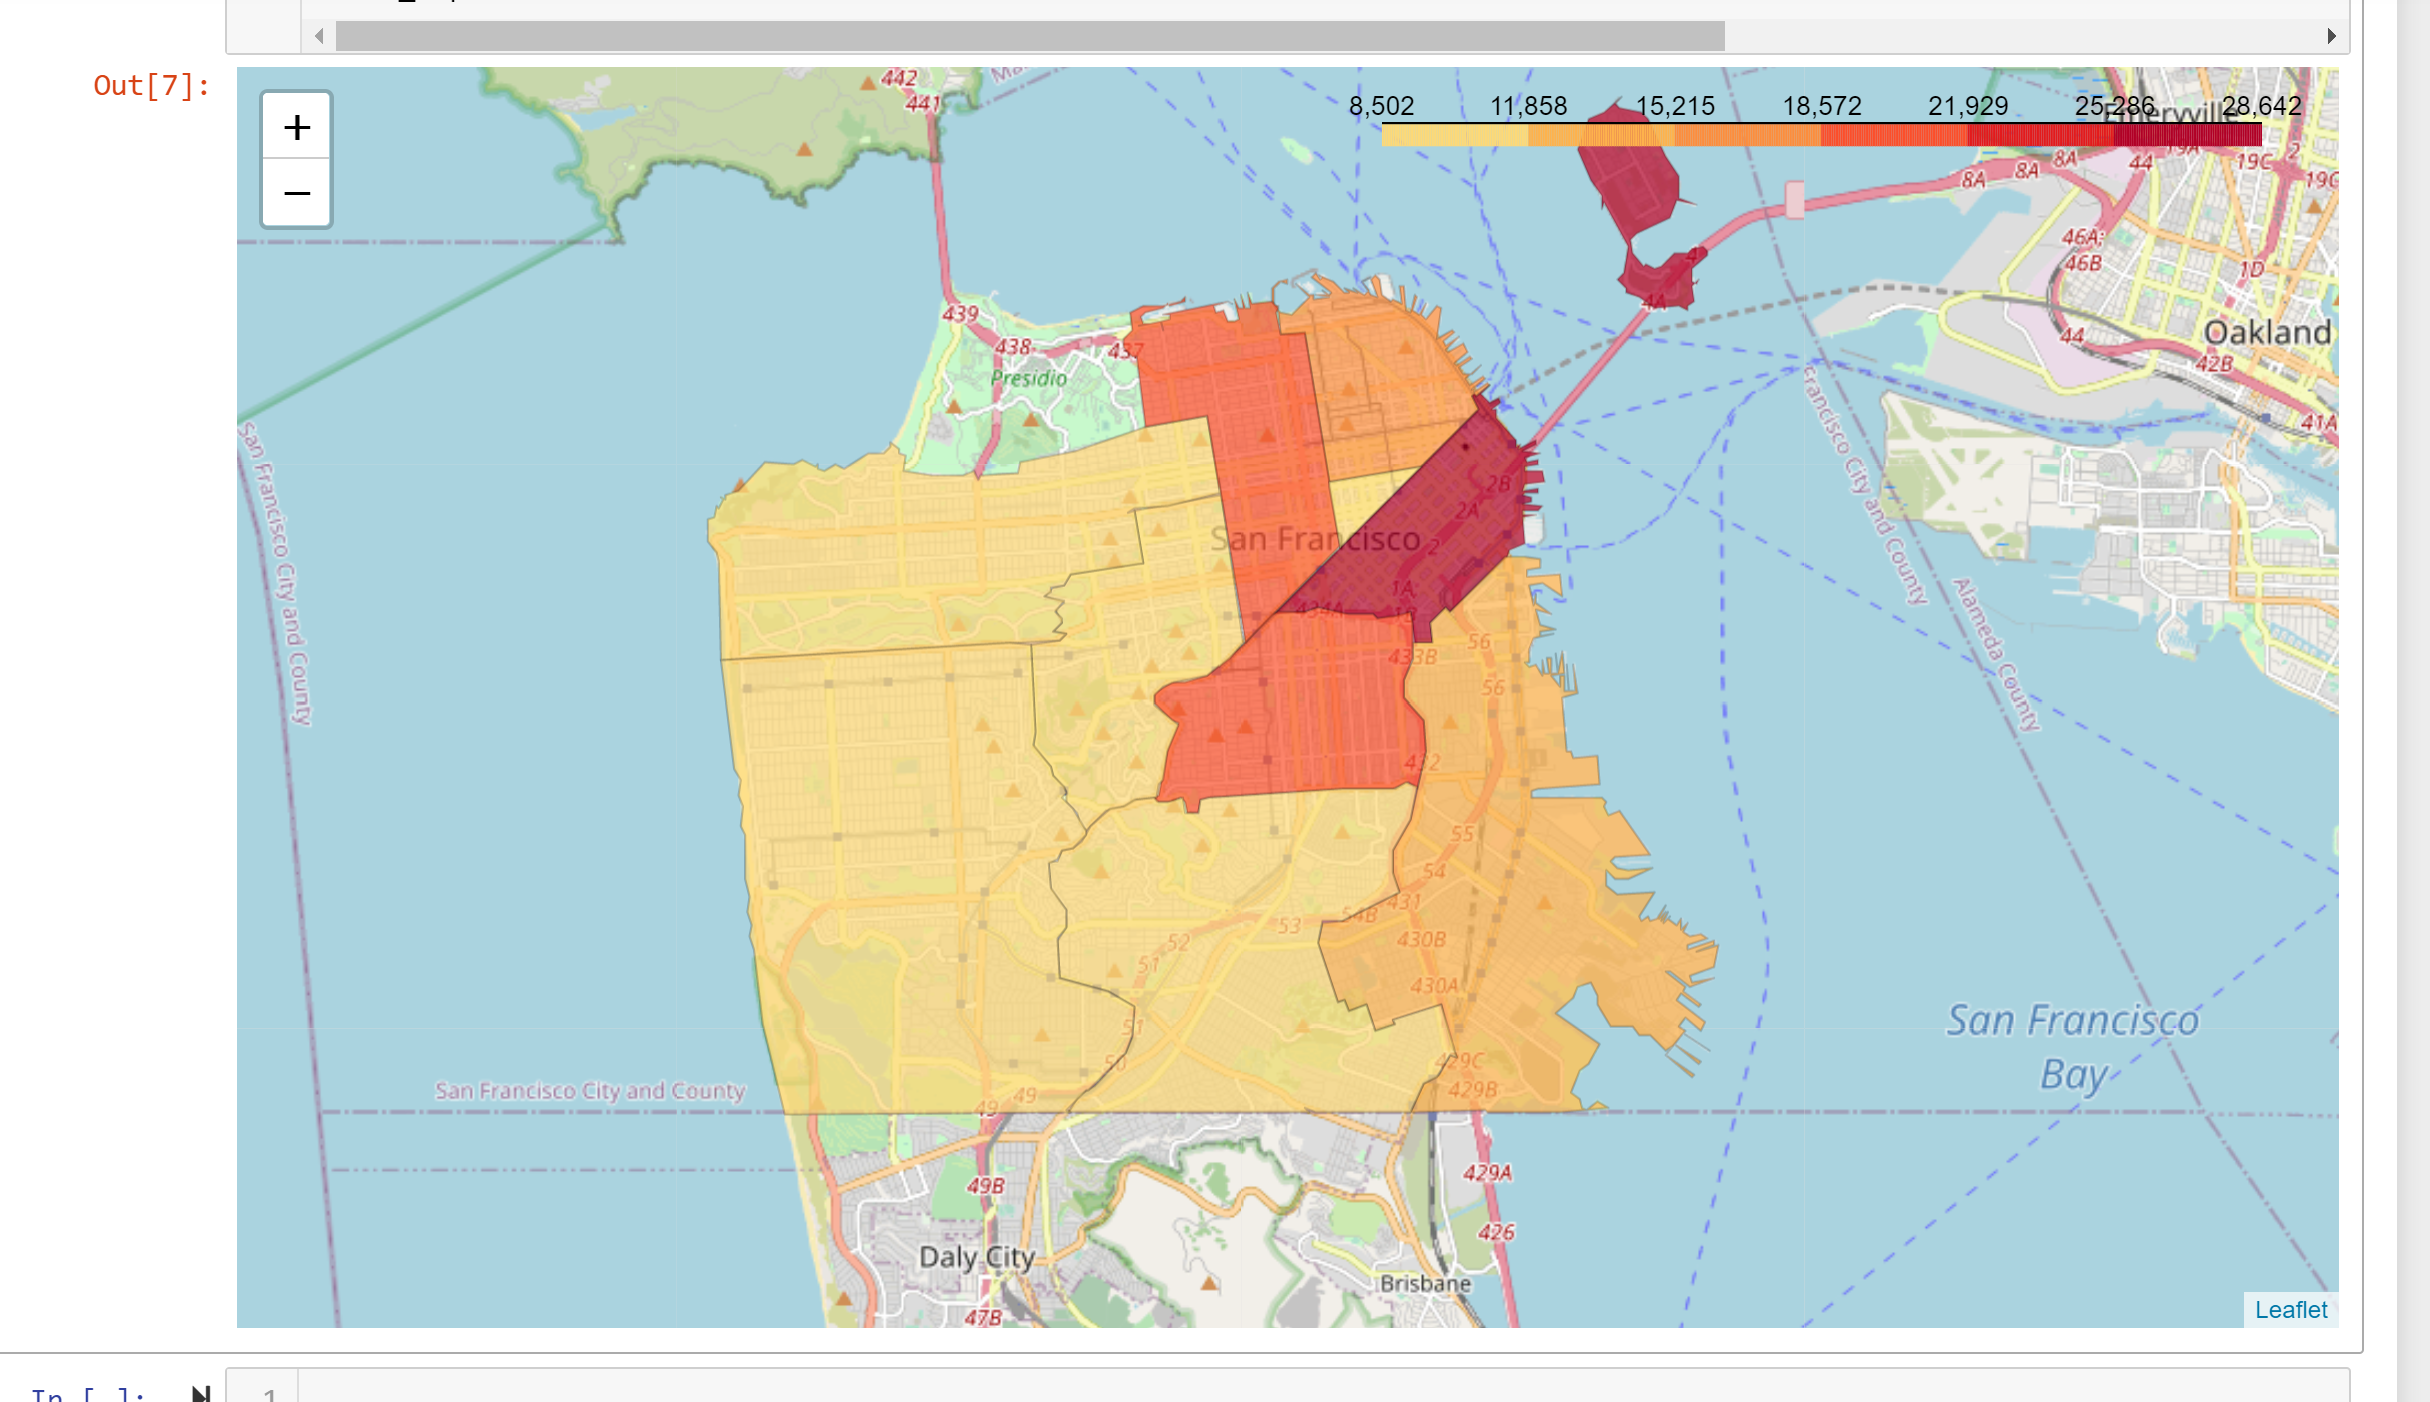 Out[7]:
+
−
442
441
8,502 11,858 15,215 18,572 21,929 25,286 28,642
Emeryville
19A
8A
8A
8A
44
19C
2
19C
46A;
46B
1D
4
4A
439
438
437
Presidio
44
42B
Oakland
41A
San Francisco City and County
San Francisco
2B
2A
2
1A
1B
434A
433B
56
56
432
55
54
431
54B
53
52
51
430B
430A
51
50
429C
429B
49
49
Francisco City and County
Alameda County
San Francisco
Bay
San Francisco City and County
429A
49B
426
Daly City
Brisbane
47B
Leaflet
In [ ]:
1